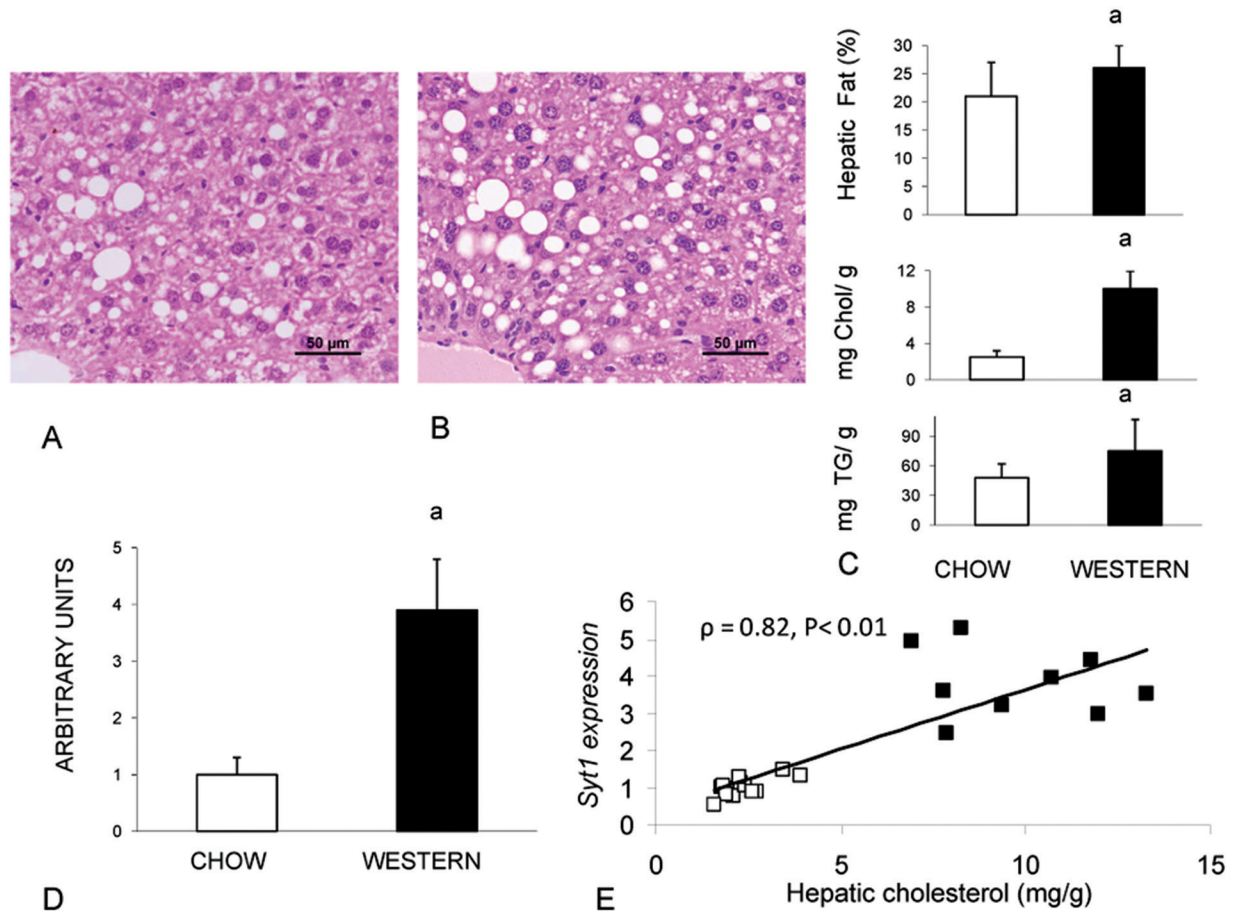 50 µm
A
50 µm
B
a
Hepatic Fat (%)
30
25
20
15
10
5
0
a
mg Chol/ g
12
8
4
0
a
mg TG/ g
90
60
30
0
C
CHOW
WESTERN
a
ARBITRARY UNITS
5
4
3
2
1
0
CHOW
WESTERN
D
ρ = 0.82, P< 0.01
Syt1 expression
6
5
4
3
2
1
0
0
5
10
15
Hepatic cholesterol (mg/g)
E